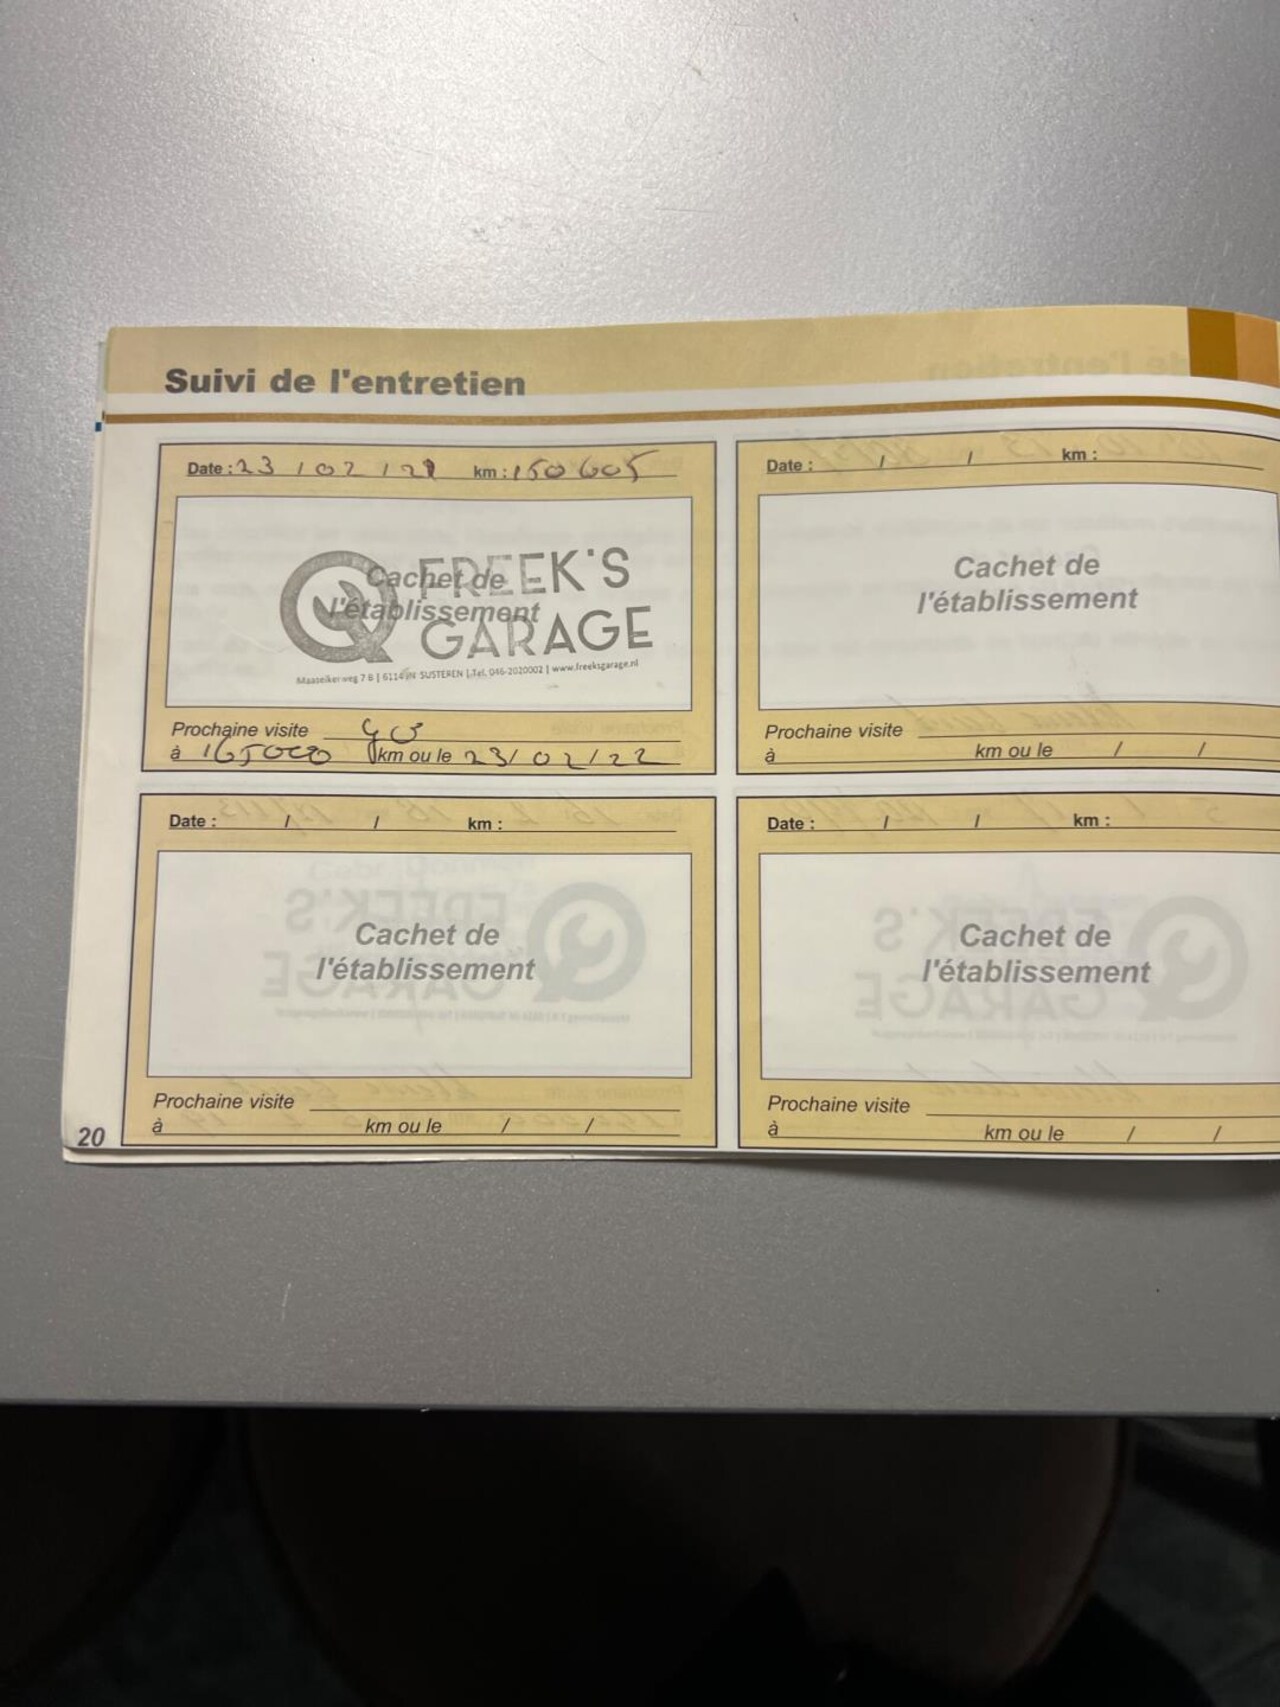 Suivi de l'entretien
Date : 23 / 02 / 21 km : 150605
Cachet de
l'établissement
FREEK'S
GARAGE
Maaseikerweg 7 B | 6114 JN SUSTEREN | Tel. 046-2020002 | www.freeksgarage.nl
Prochaine visite
à 165000 km ou le 23/02/22
Date : / / km :
Cachet de
l'établissement
Prochaine visite
à km ou le / /
Date : / / km :
Cachet de
l'établissement
Prochaine visite
à km ou le / /
Date : / / km :
Cachet de
l'établissement
Prochaine visite
à km ou le / /
20